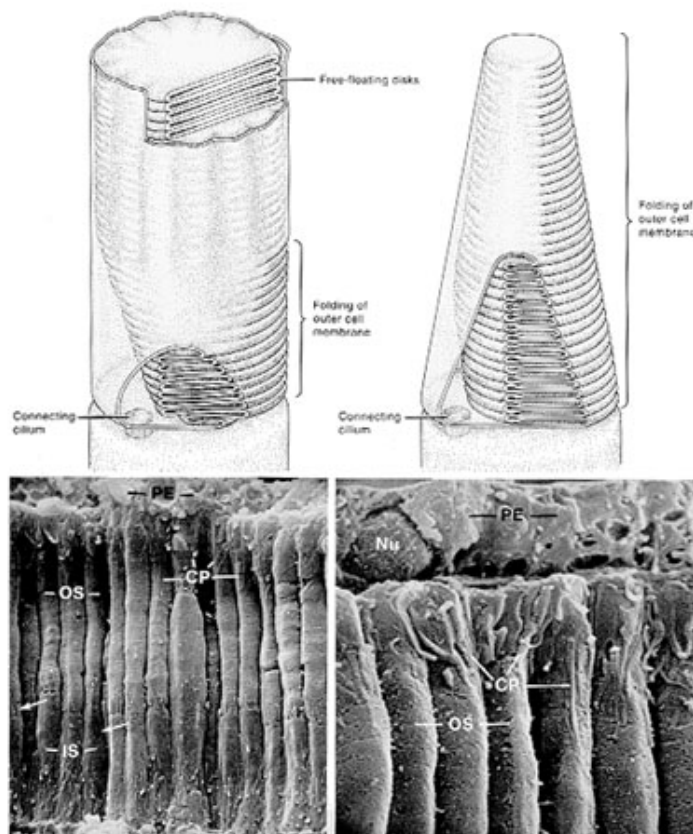 Free-floating disks
Folding of
outer cell
membrane
Connecting
cilium
Folding of
outer cell
membrane
Connecting
cilium
PE
CP
OS
IS
PE
Nu
CP
OS